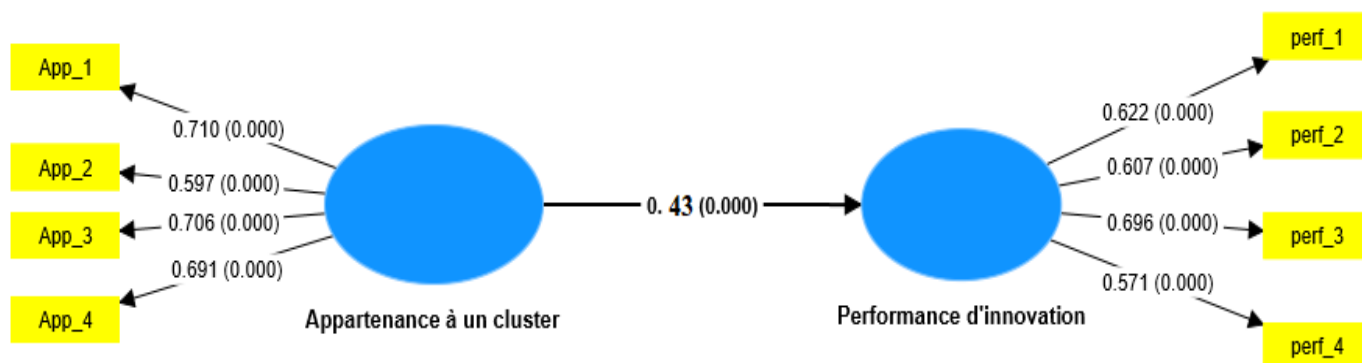 App_1
App_2
App_3
App_4
0.710 (0.000)
0.597 (0.000)
0.706 (0.000)
0.691 (0.000)
Appartenance à un cluster
0. 43 (0.000)
Performance d'innovation
0.622 (0.000)
0.607 (0.000)
0.696 (0.000)
0.571 (0.000)
perf_1
perf_2
perf_3
perf_4